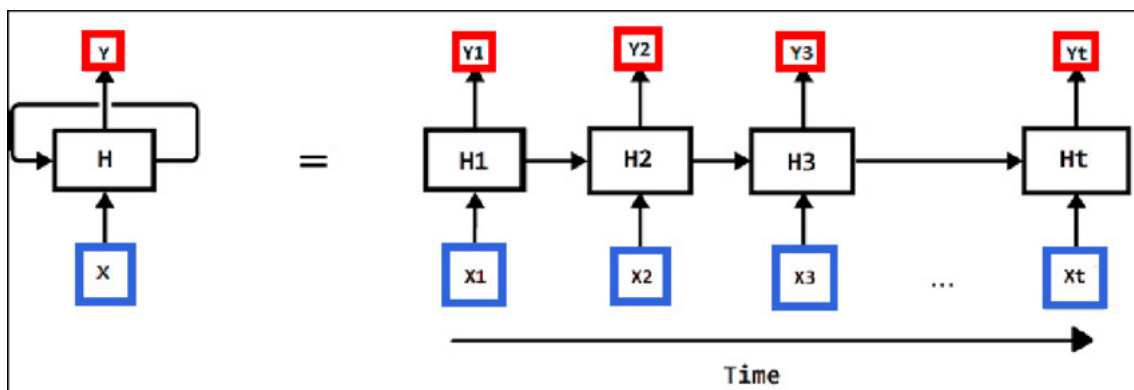 Y Y1 Y2 Y3 Yt
H = H1 H2 H3 Ht
X X1 X2 X3 ... Xt
Time